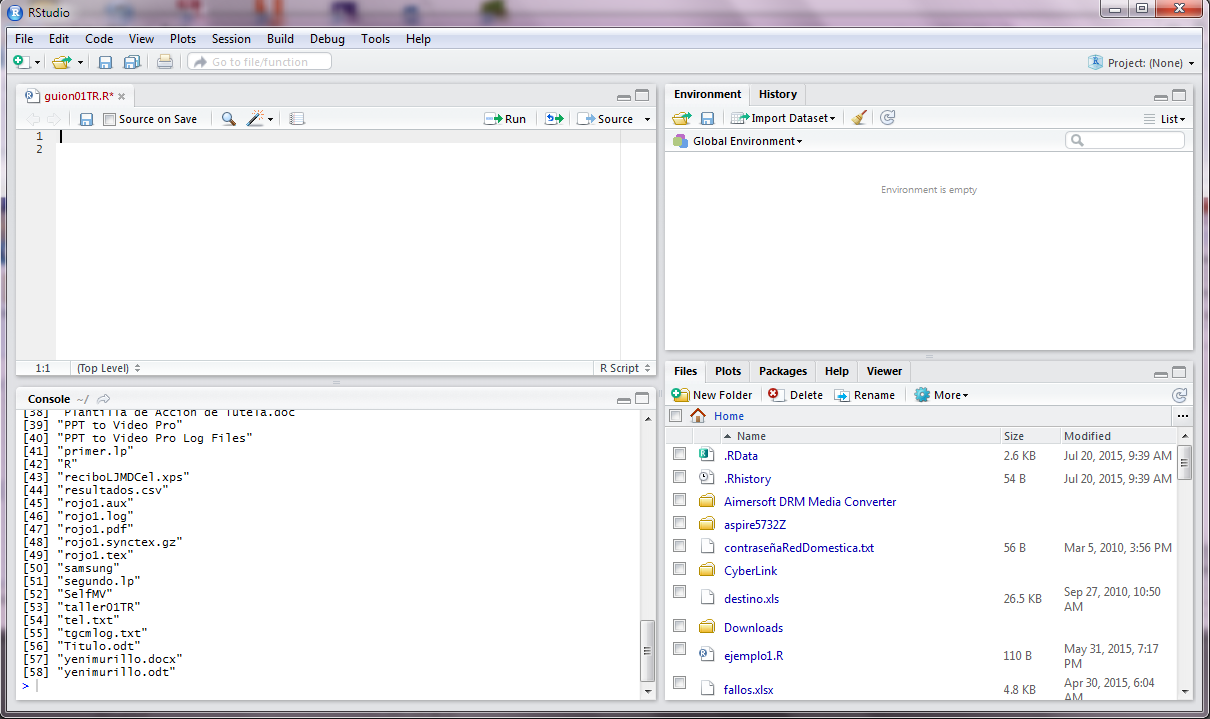 RStudio
File Edit Code View Plots Session Build Debug Tools Help
Go to file/function
Project: (None)
guion01TR.R*
Source on Save
Run
Source
1
2
1:1
(Top Level)
R Script
Console ~/
[38] "Plantilla de Accion de Tutela.doc"
[39] "PPT to Video Pro"
[40] "PPT to Video Pro Log Files"
[41] "primer.lp"
[42] "R"
[43] "reciboLJMDCel.xps"
[44] "resultados.csv"
[45] "rojo1.aux"
[46] "rojo1.log"
[47] "rojo1.pdf"
[48] "rojo1.synctex.gz"
[49] "rojo1.tex"
[50] "samsung"
[51] "segundo.lp"
[52] "SelfMV"
[53] "taller01TR"
[54] "tel.txt"
[55] "tgcmlog.txt"
[56] "Titulo.odt"
[57] "yenimurillo.docx"
[58] "yenimurillo.odt"
>
Environment History
Import Dataset
List
Global Environment
Environment is empty
Files Plots Packages Help Viewer
New Folder Delete Rename More
Home
Name Size Modified
.RData 2.6 KB Jul 20, 2015, 9:39 AM
.Rhistory 54 B Jul 20, 2015, 9:39 AM
Aimersoft DRM Media Converter
aspire5732Z
contraseñaRedDomestica.txt 56 B Mar 5, 2010, 3:56 PM
CyberLink
destino.xls 26.5 KB Sep 27, 2010, 10:50
AM
Downloads
ejemplo1.R 110 B May 31, 2015, 7:17
PM
fallos.xlsx 4.8 KB Apr 30, 2015, 6:04
AM